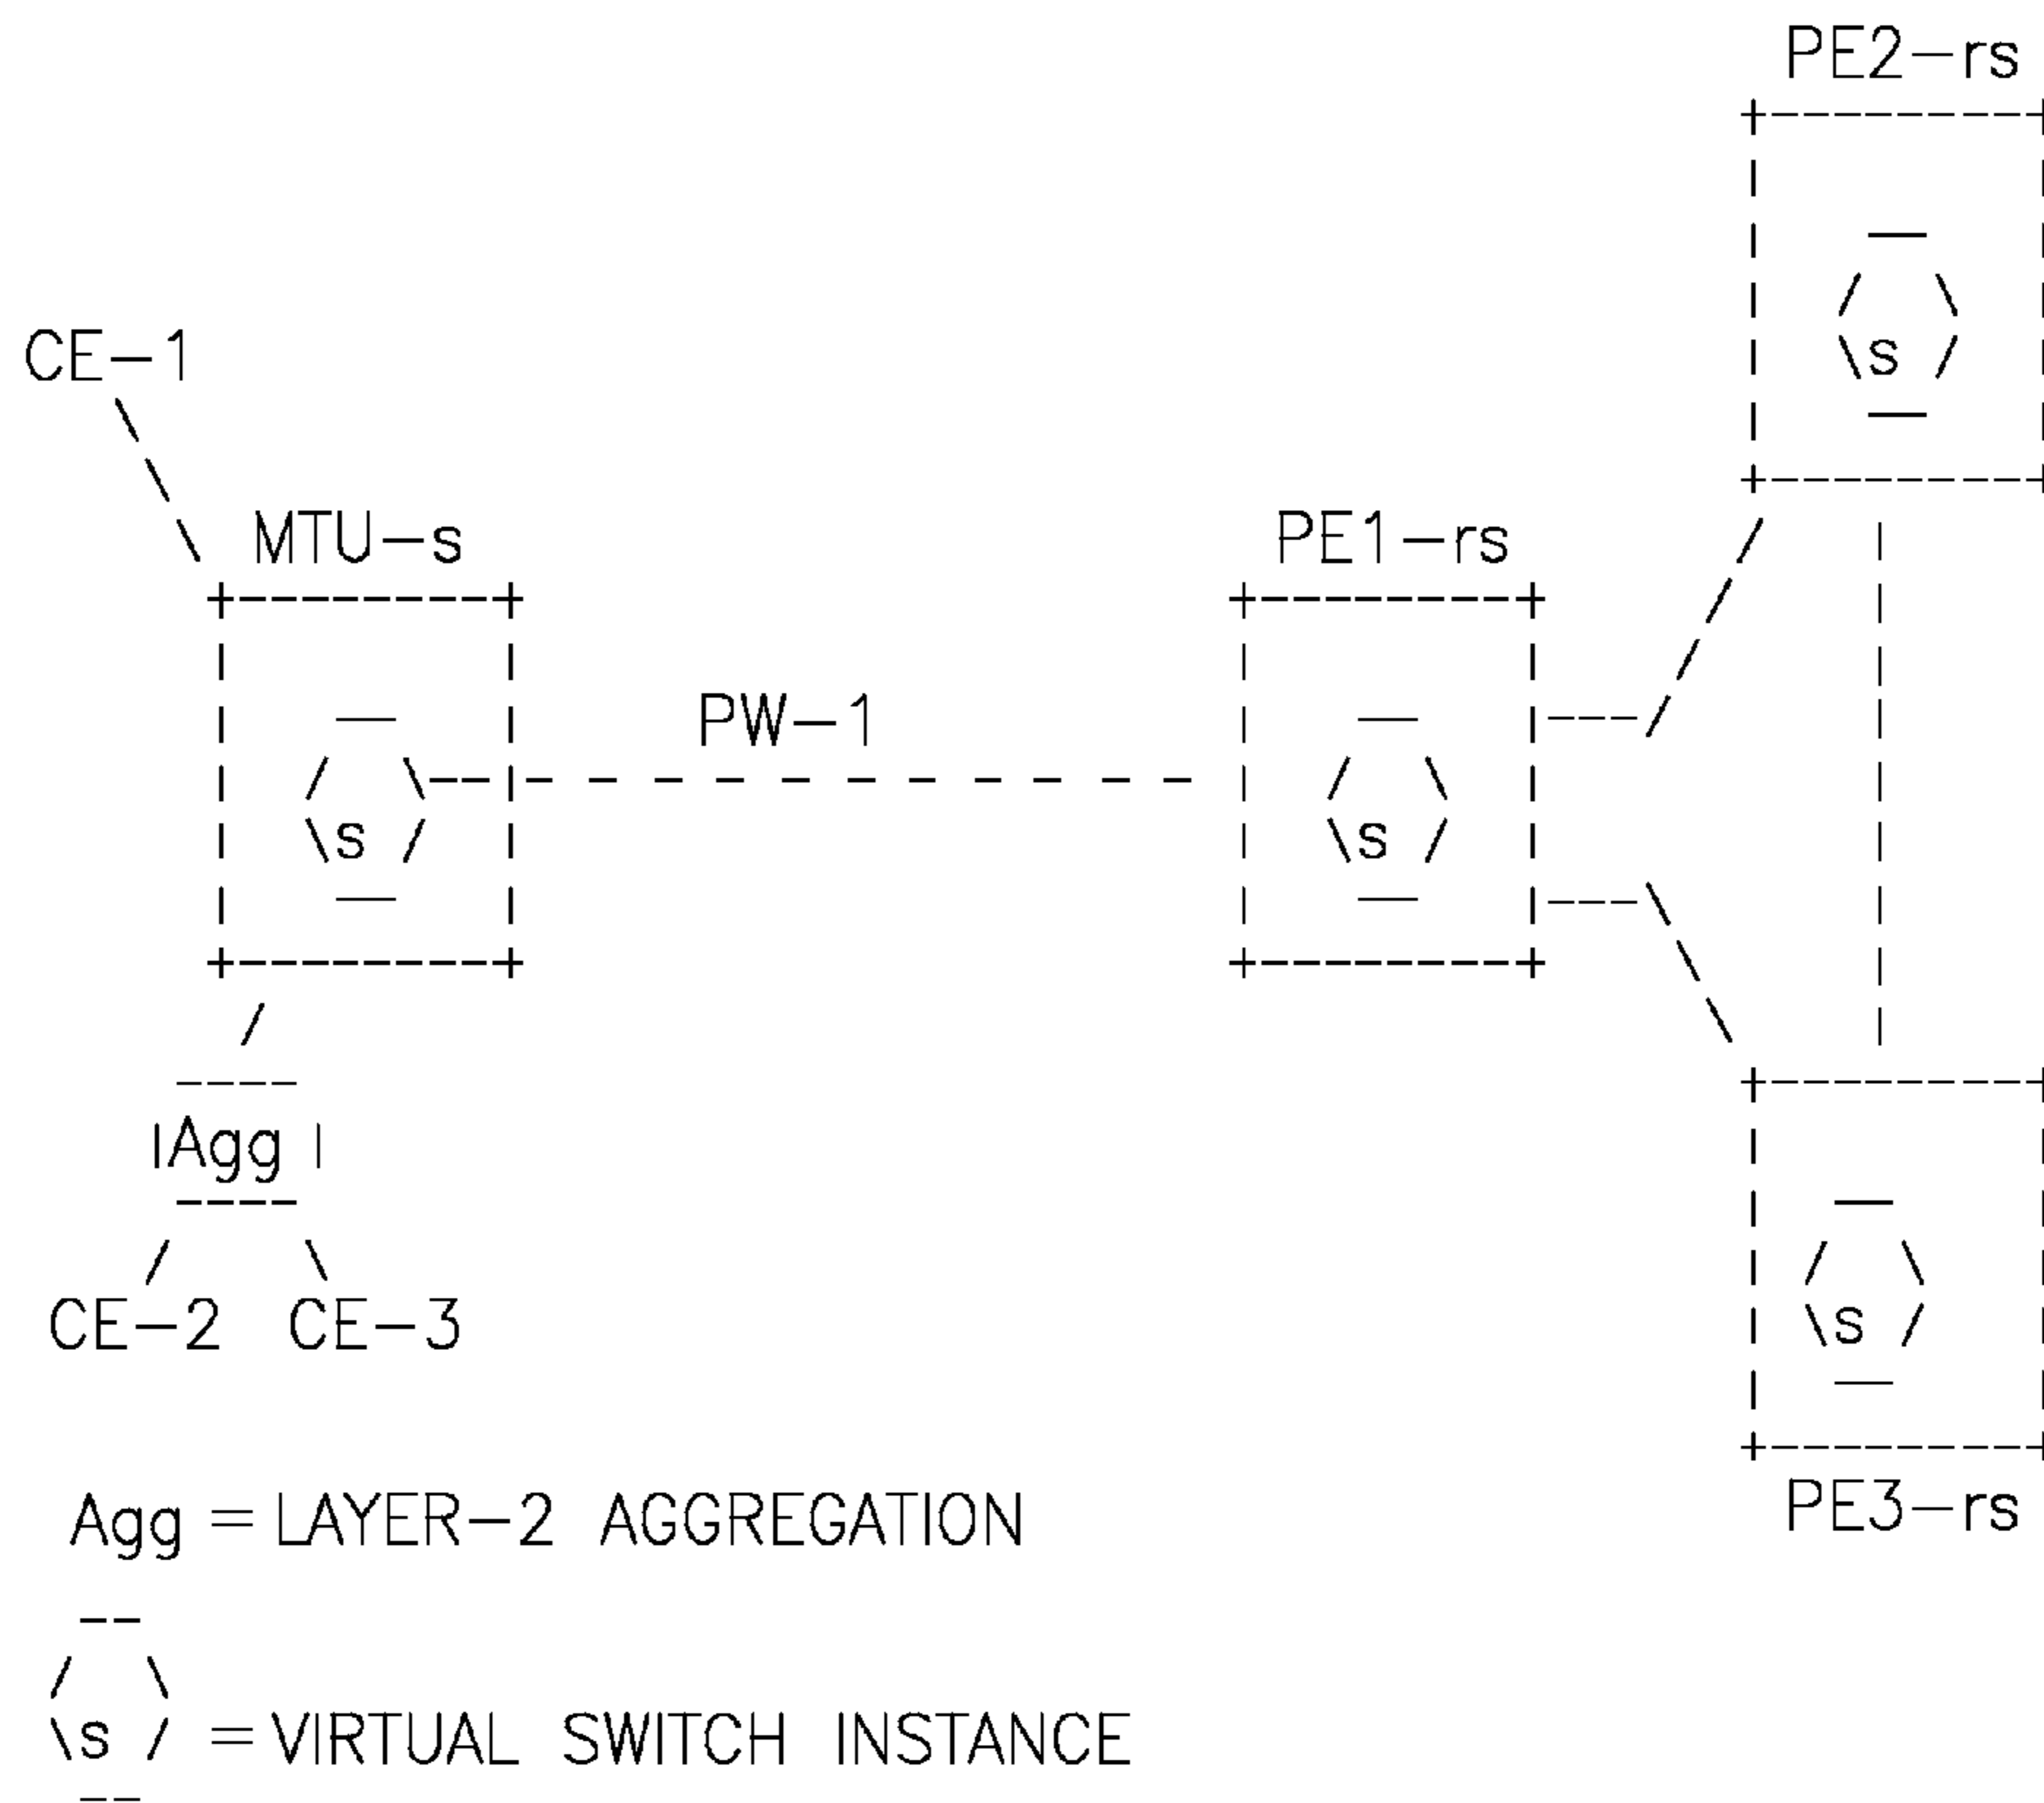 PE2-rs
s
CE-1
MTU-s
PE1-rs
PW-1
s
s
Agg
CE-2 CE-3
s
PE3-rs
Agg = LAYER-2 AGGREGATION
s = VIRTUAL SWITCH INSTANCE